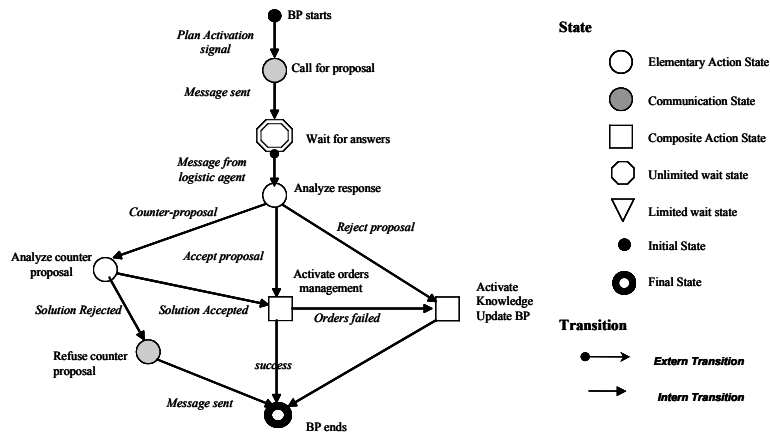 BP starts
Plan Activation
signal
Call for proposal
Message sent
Wait for answers
Message from
logistic agent
Analyze response
Counter-proposal
Reject proposal
Accept proposal
Analyze counter
proposal
Activate orders
management
Activate
Knowledge
Update BP
Solution Rejected
Solution Accepted
Orders failed
Refuse counter
proposal
success
Message sent
BP ends
State
Elementary Action State
Communication State
Composite Action State
Unlimited wait state
Limited wait state
Initial State
Final State
Transition
Extern Transition
Intern Transition